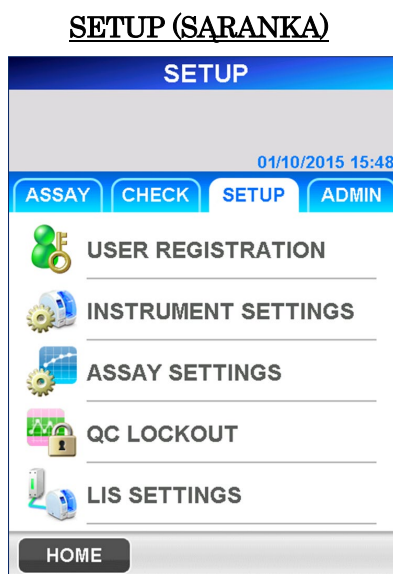 SETUP (SĄRANKA)
SETUP
01/10/2015 15:48
ASSAY CHECK SETUP ADMIN
USER REGISTRATION
INSTRUMENT SETTINGS
ASSAY SETTINGS
QC LOCKOUT
LIS SETTINGS
HOME